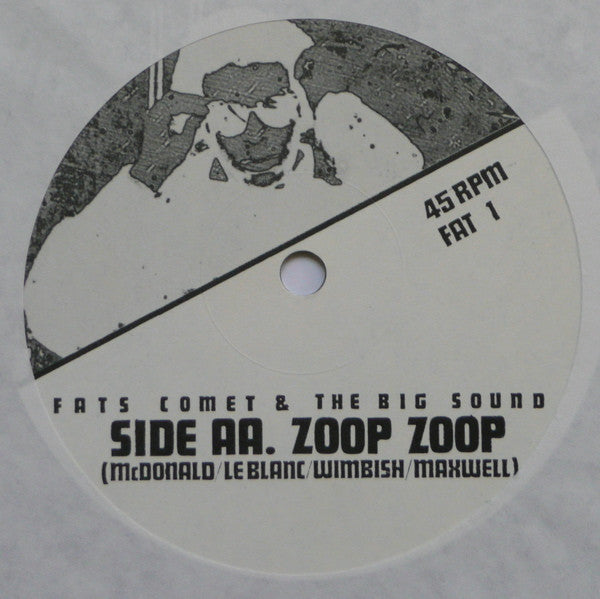 45 RPM
FAT 1
FATS COMET & THE BIG SOUND
SIDE AA. ZOOP ZOOP
(McDONALD/LE BLANC/WIMBISH/MAXWELL)